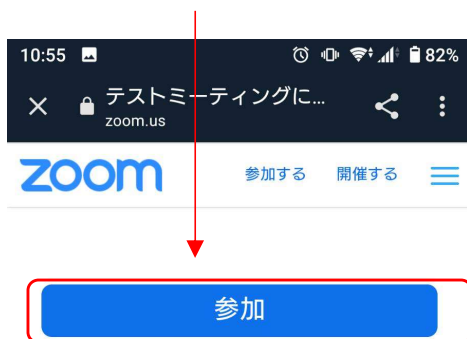 10:55 82%
テストミーティングに...
zoom.us
zoom 参加する 開催する
参加